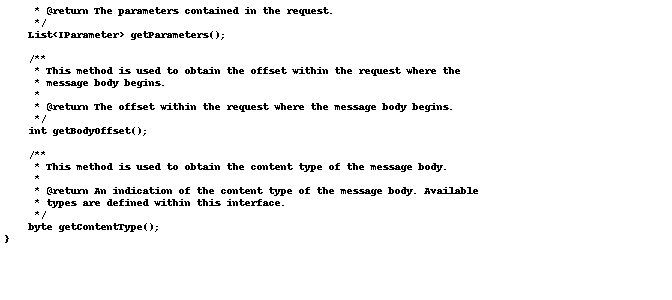 * @return The parameters contained in the request.
*/
List<IParameter> getParameters();
/**
* This method is used to obtain the offset within the request where the
* message body begins.
*
* @return The offset within the request where the message body begins.
*/
int getBodyOffset();
/**
* This method is used to obtain the content type of the message body.
*
* @return An indication of the content type of the message body. Available
* types are defined within this interface.
*/
byte getContentType();
}